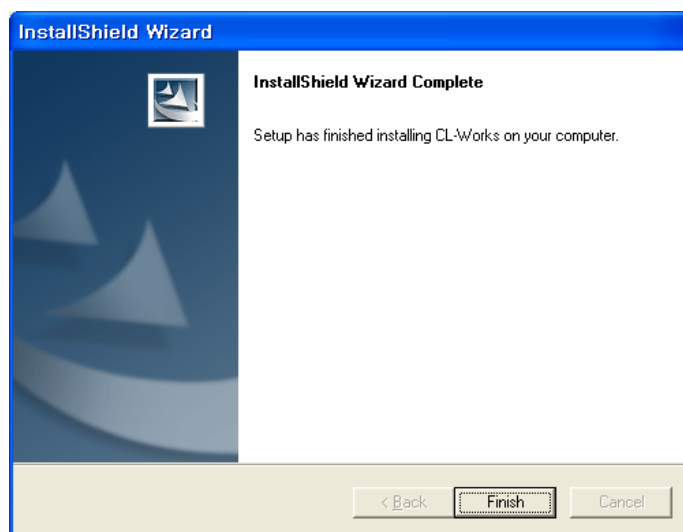 InstallShield Wizard
InstallShield Wizard Complete
Setup has finished installing CL-Works on your computer.
< Back
Finish
Cancel